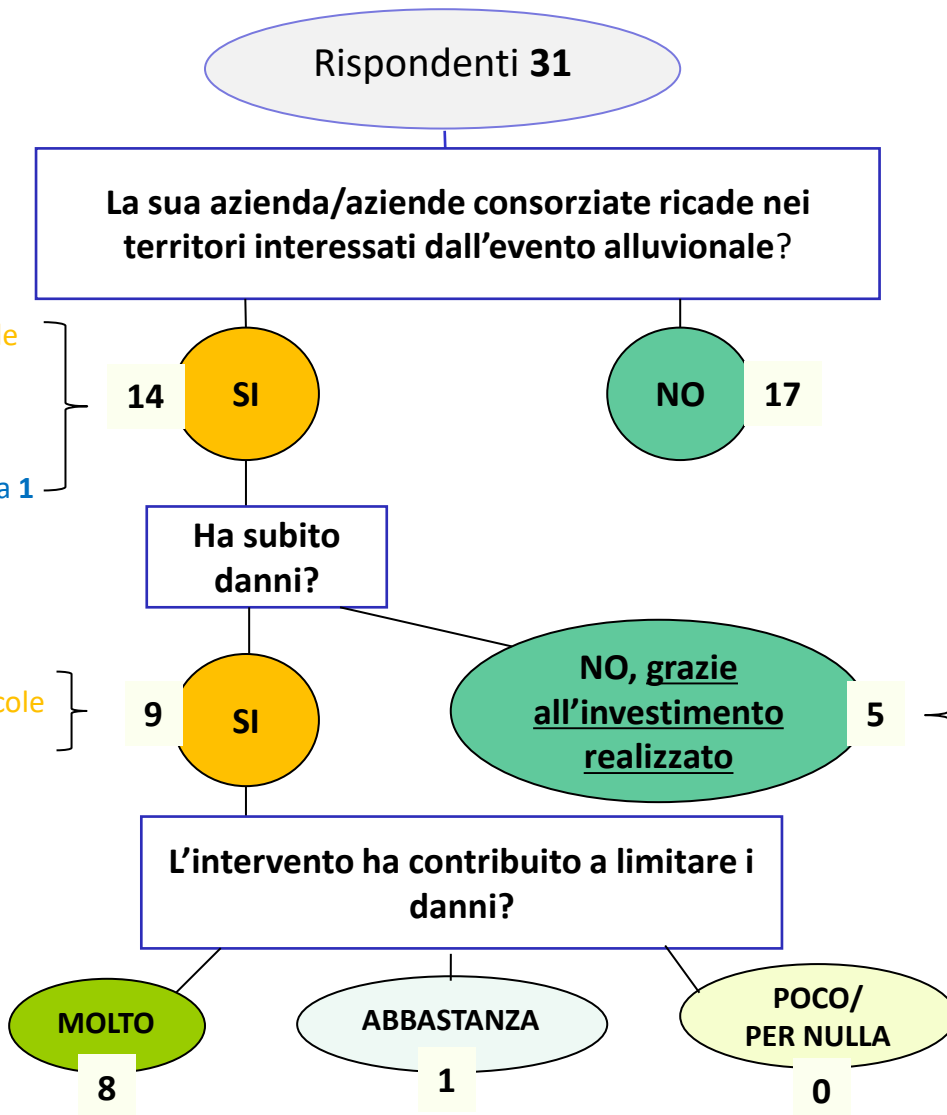 Rispondenti 31
La sua azienda/aziende consorziate ricade nei
territori interessati dall'evento alluvionale?
14
SI
NO
17
a 1
Ha subito
danni?
9
SI
NO, grazie
all'investimento
realizzato
5
L'intervento ha contribuito a limitare i
danni?
MOLTO
8
ABBASTANZA
1
POCO/
PER NULLA
0